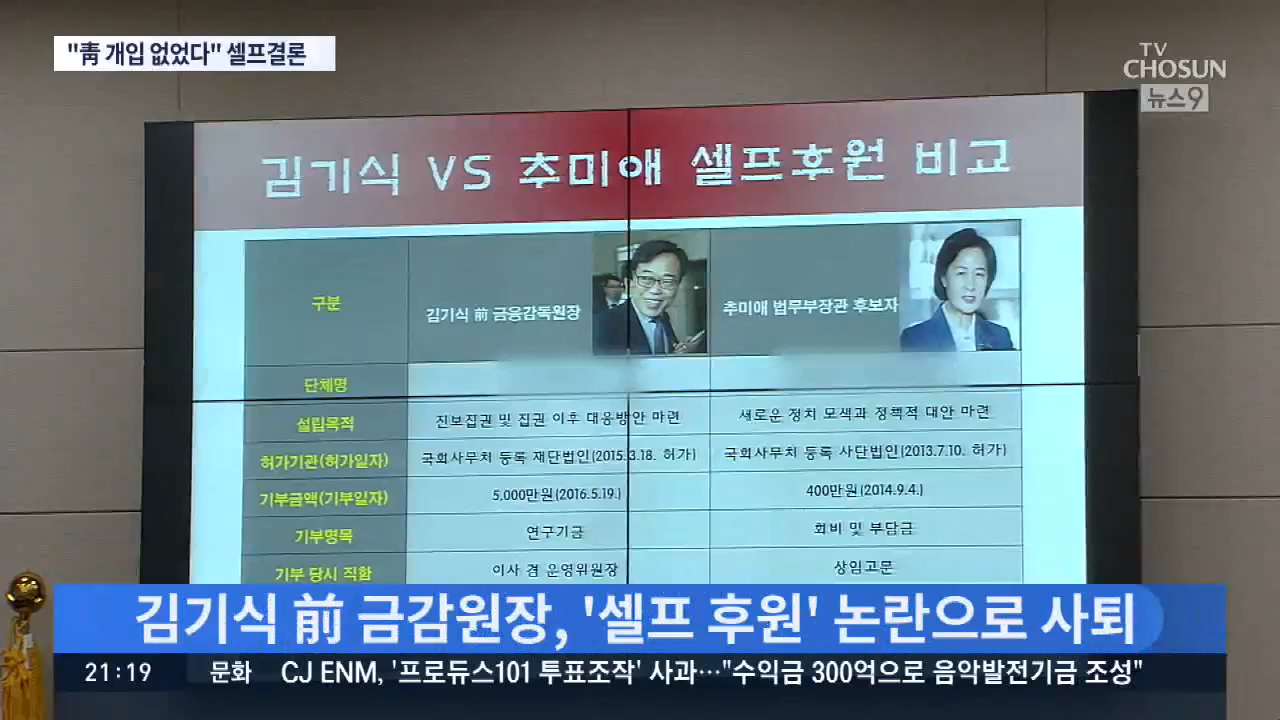 "靑 개입 없었다" 셀프결론
TV
CHOSUN
뉴스9
김기식 VS 추미애 셀프후원 비교
구분
김기식 前 금융감독원장
추미애 법무부장관 후보자
단체명
설립목적
진보집권 및 집권 이후 대응방안 마련
새로운 정치 모색과 정책적 대안 마련
허가기관(허가일자)
국회사무처 등록 재단법인(2015.3.18. 허가)
국회사무처 등록 사단법인(2013.7.10. 허가)
기부금액(기부일자)
5,000만원(2016.5.19.)
400만원(2014.9.4.)
기부명목
연구기금
회비 및 부담금
기부 당시 직함
이사 겸 운영위원장
상임고문
김기식 前 금감원장, '셀프 후원' 논란으로 사퇴
21:19 문화 CJ ENM, '프로듀스101 투표조작' 사과…"수익금 300억으로 음악발전기금 조성"